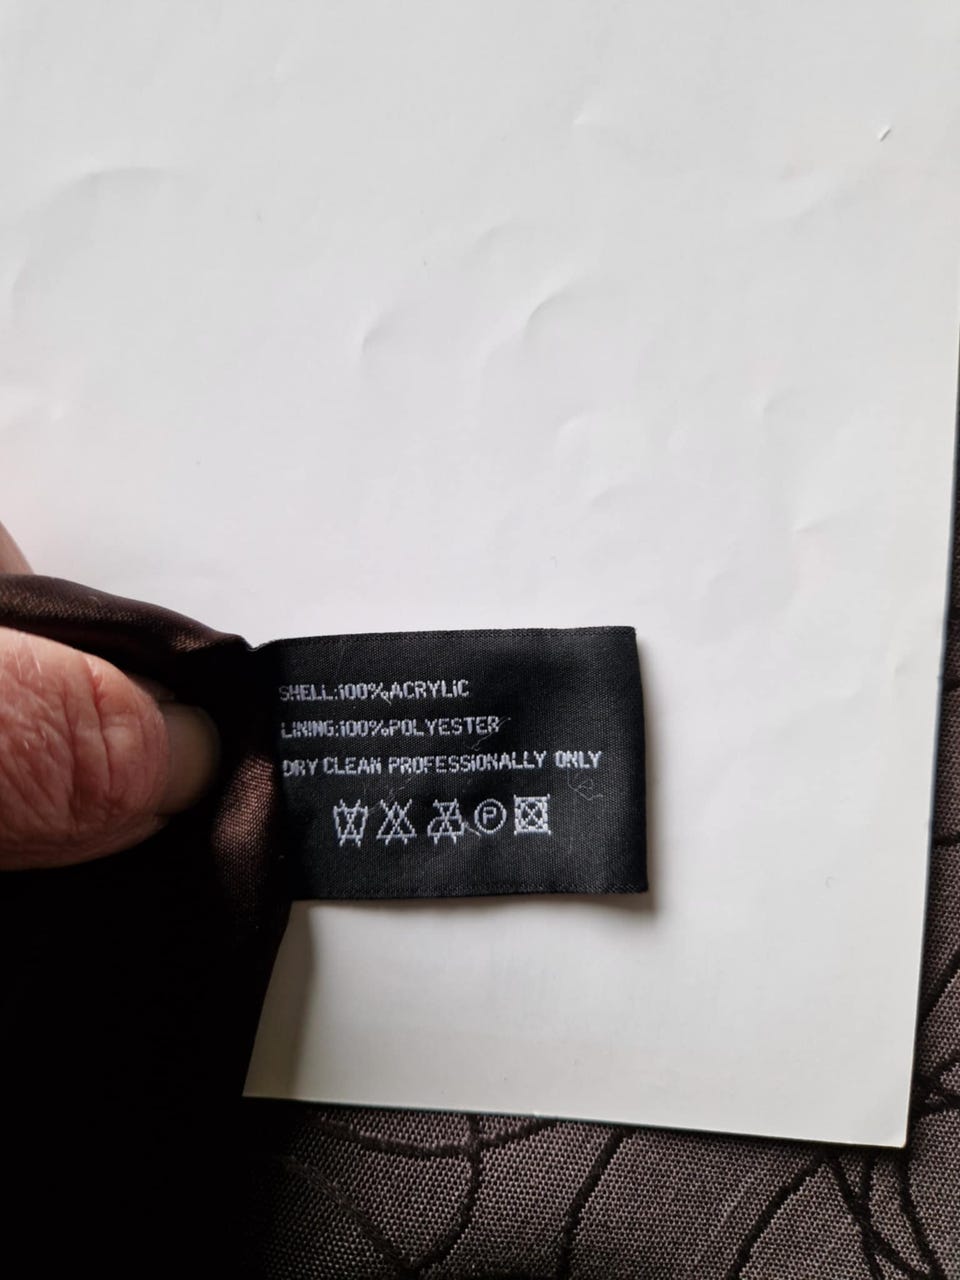 SHELL:100%ACRYLIC
LINING:100%POLYESTER
DRY CLEAN PROFESSIONALLY ONLY
P